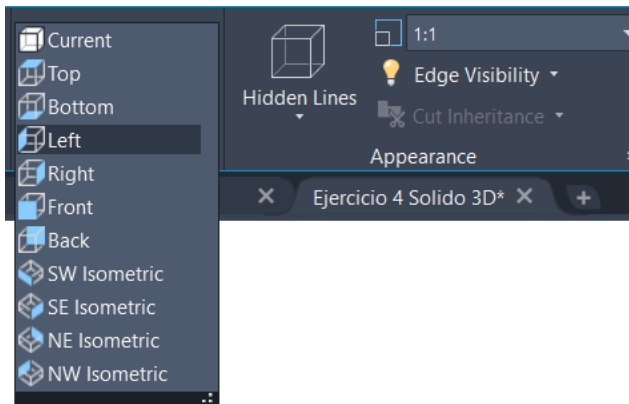 Current
Top
Bottom
Left
Right
Front
Back
SW Isometric
SE Isometric
NE Isometric
NW Isometric
Hidden Lines
1:1
Edge Visibility
Cut Inheritance
Appearance
Ejercicio 4 Solido 3D*